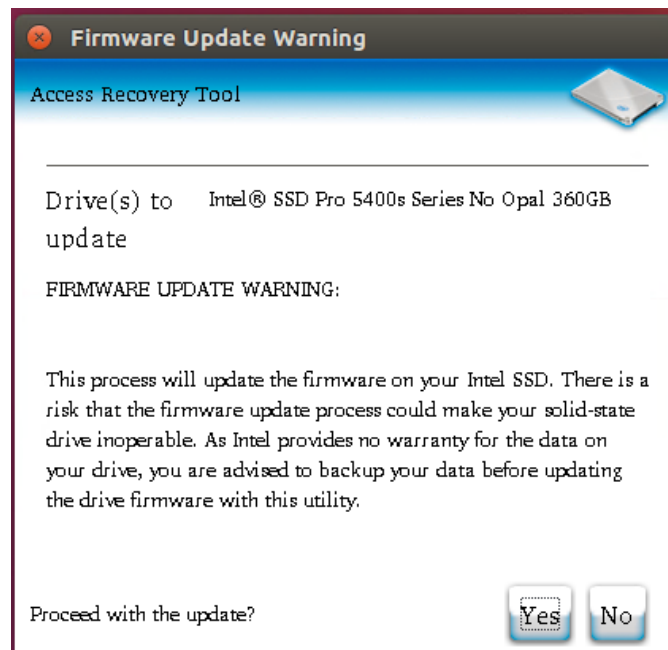 Firmware Update Warning
Access Recovery Tool
Drive(s) to update
Intel® SSD Pro 5400s Series No Opal 360GB
FIRMWARE UPDATE WARNING:
This process will update the firmware on your Intel SSD. There is a
risk that the firmware update process could make your solid-state
drive inoperable. As Intel provides no warranty for the data on
your drive, you are advised to backup your data before updating
the drive firmware with this utility.
Proceed with the update?
Yes
No